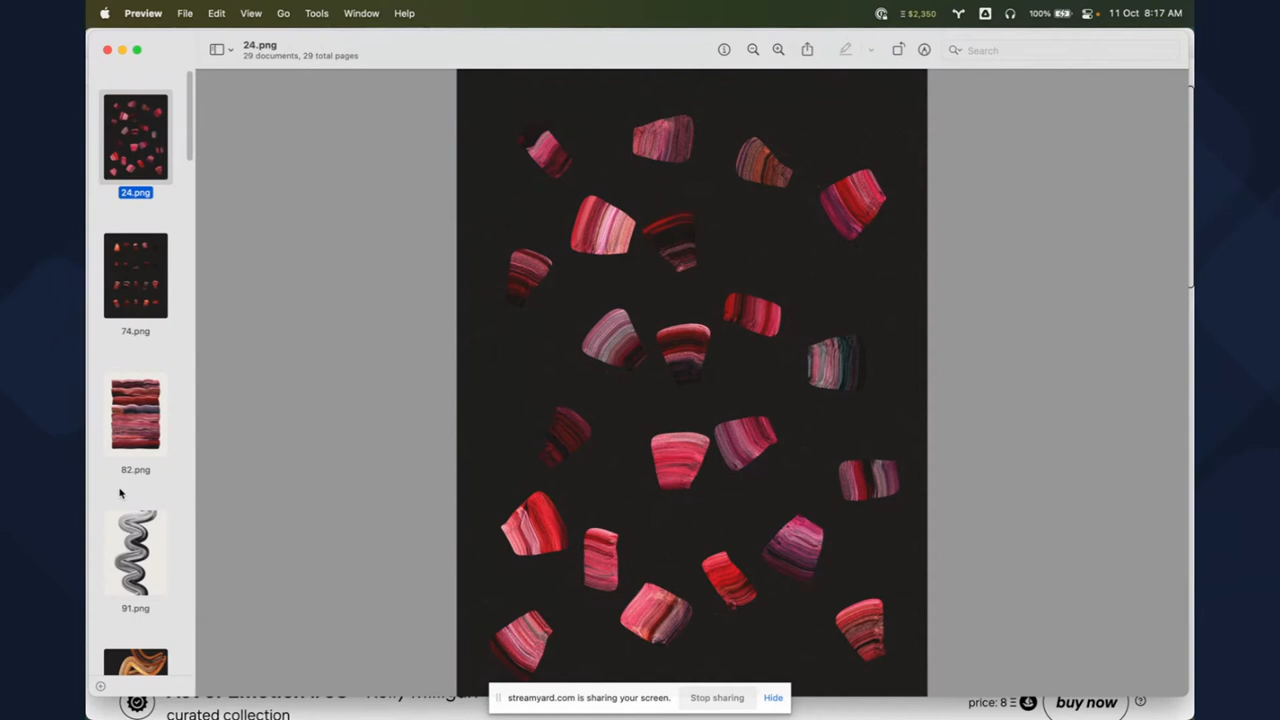 Preview File Edit View Go Tools Window Help
Ξ $2,350 100% 11 Oct 8:17 AM
24.png
29 documents, 29 total pages
Search
24.png
74.png
82.png
91.png
streamyard.com is sharing your screen. Stop sharing Hide
price: 8 Ξ buy now
curated collection